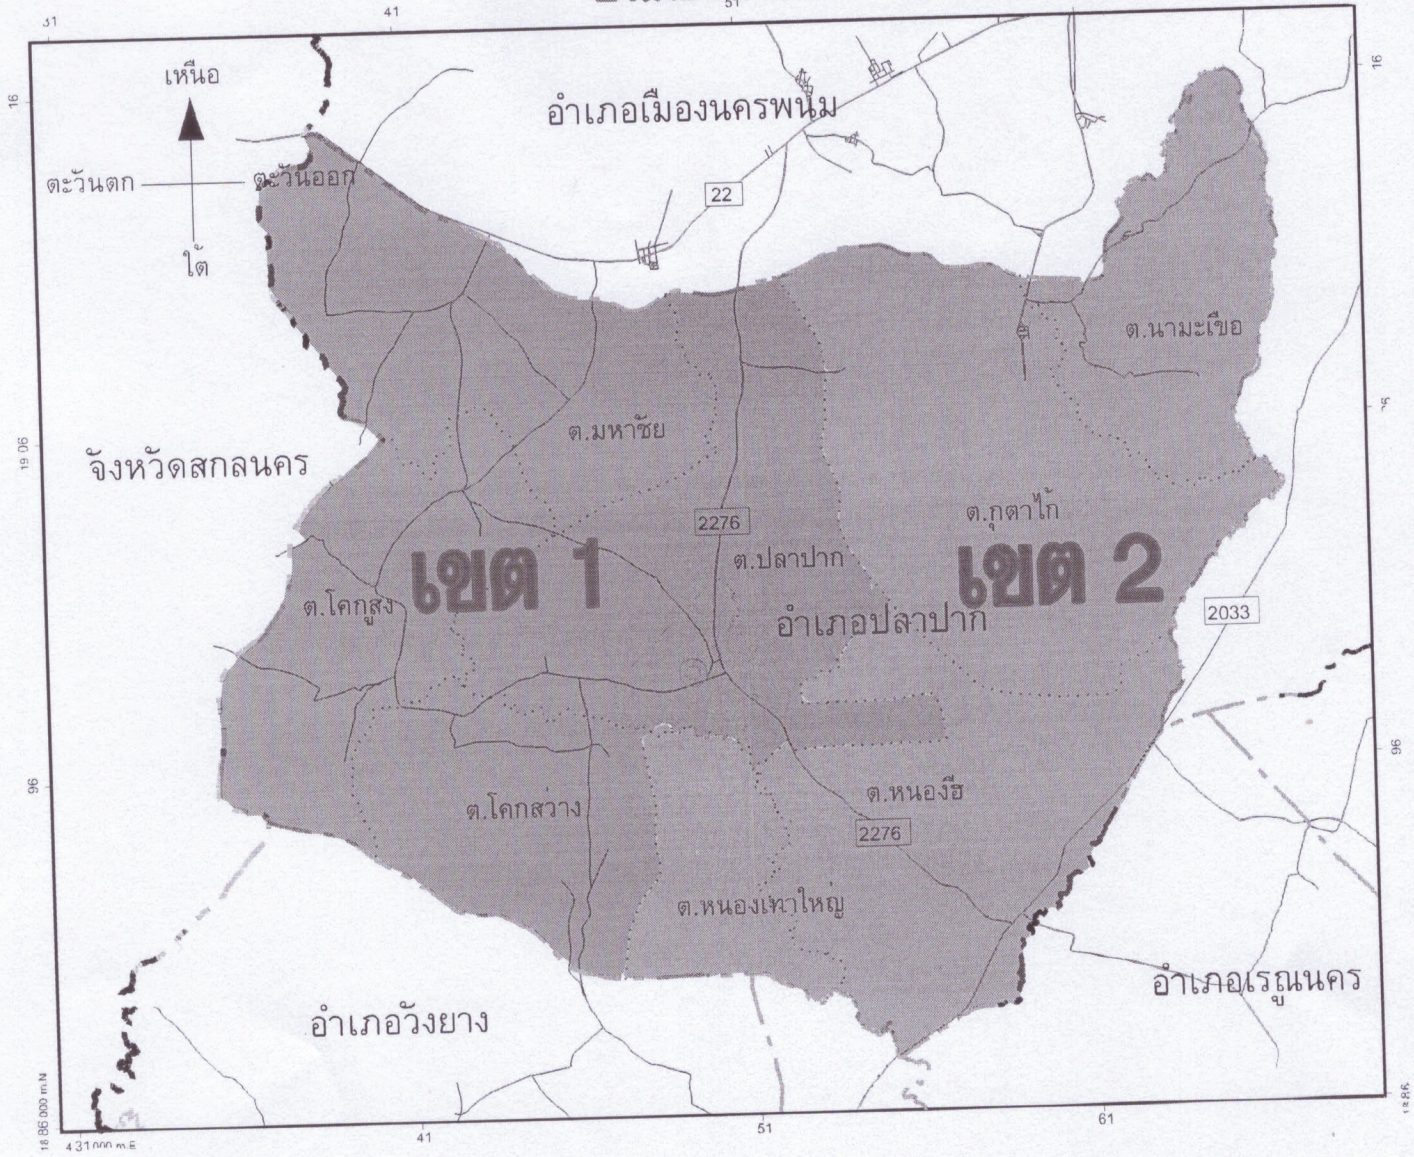 31
41
51
เหนือ
16
16
อำเภอเมืองนครพนม
ตะวันตก
ตะวันออก
22
ใต้
ต.นามะเขือ
ต.มหาชัย
19 06
จังหวัดสกลนคร
2276
ต.กุตาไก้
เขต 1
ต.ปลาปาก
เขต 2
ต.โคกสูง
อำเภอปลาปาก
2033
96
96
ต.หนองฮี
ต.โคกสว่าง
2276
ต.หนองเทาใหญ่
อำเภอเรณูนคร
อำเภอวังยาง
18 86 000 m.N
4 31 000 m.E
41
51
61